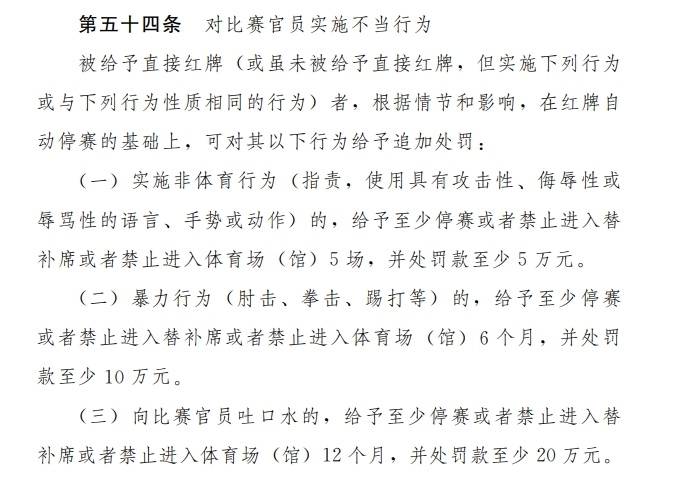 第五十四条 对比赛官员实施不当行为
被给予直接红牌（或虽未被给予直接红牌，但实施下列行为
或与下列行为性质相同的行为）者，根据情节和影响，在红牌自
动停赛的基础上，可对其以下行为给予追加处罚：
（一）实施非体育行为（指责，使用具有攻击性、侮辱性或
辱骂性的语言、手势或动作）的，给予至少停赛或者禁止进入替
补席或者禁止进入体育场（馆）5 场，并处罚款至少 5 万元。
（二）暴力行为（肘击、拳击、踢打等）的，给予至少停赛
或者禁止进入替补席或者禁止进入体育场（馆）6 个月，并处罚
款至少 10 万元。
（三）向比赛官员吐口水的，给予至少停赛或者禁止进入替
补席或者禁止进入体育场（馆）12 个月，并处罚款至少 20 万元。